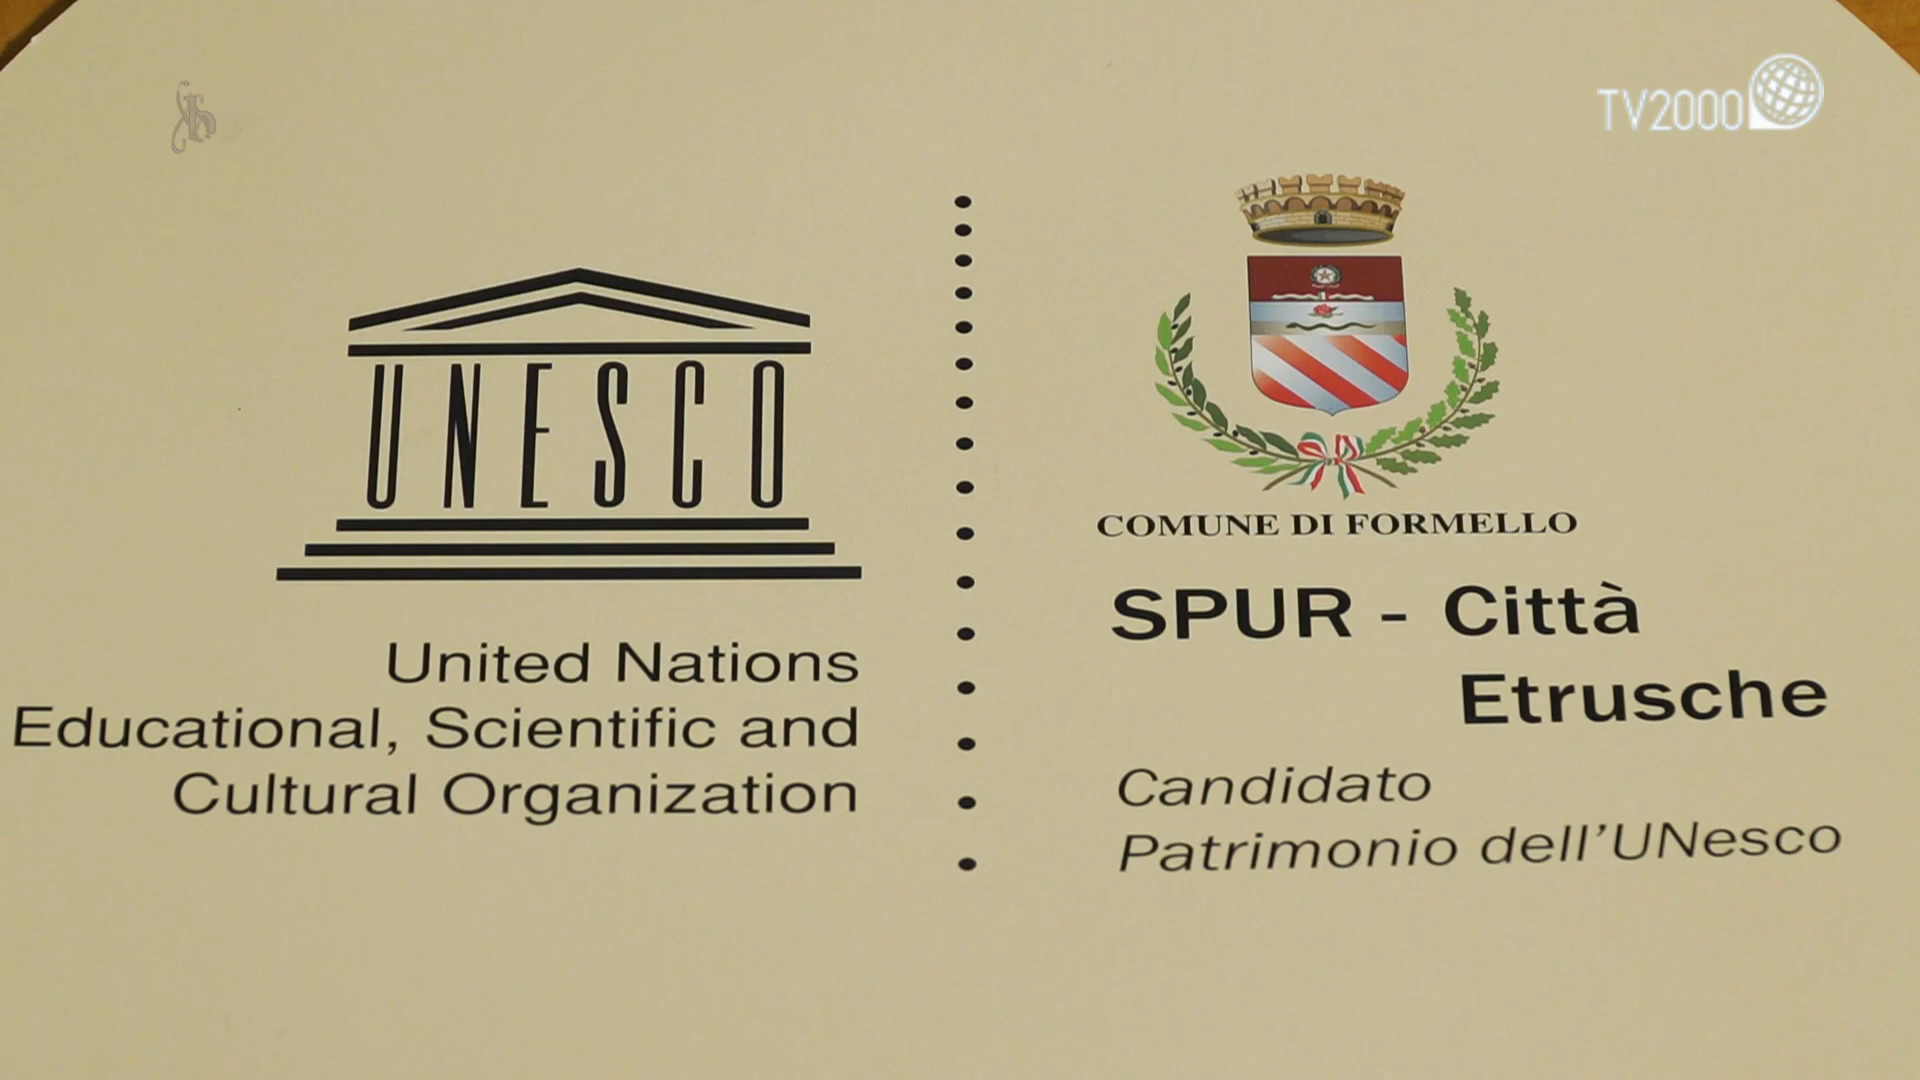 TV2000
UNESCO
United Nations
Educational, Scientific and
Cultural Organization
COMUNE DI FORMELLO
SPUR - Città
Etrusche
Candidato
Patrimonio dell'UNesco